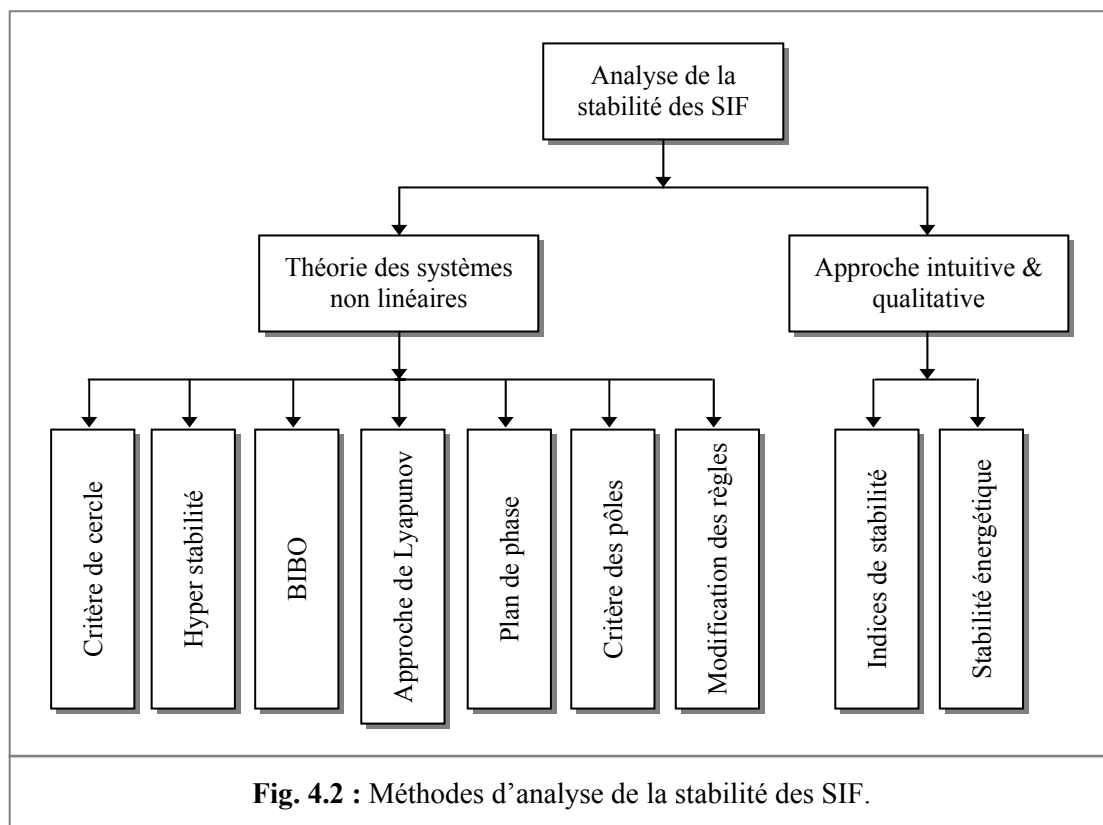 Analyse de la
stabilité des SIF
Théorie des systèmes
non linéaires
Approche intuitive &
qualitative
Critère de cercle
Hyper stabilité
BIBO
Approche de Lyapunov
Plan de phase
Critère des pôles
Modification des règles
Indices de stabilité
Stabilité énergétique
Fig. 4.2 : Méthodes d’analyse de la stabilité des SIF.